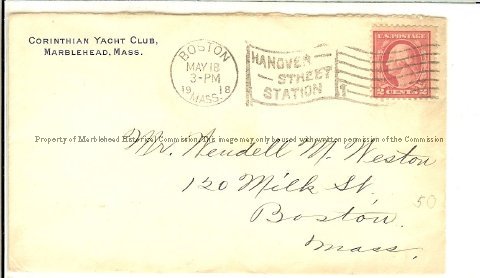 CORINTHIAN YACHT CLUB,
MARBLEHEAD, MASS.
BOSTON
MAY 18
3-PM
19 18
MASS.
HANOVER
STREET
STATION
1
U.S. POSTAGE
2 CENTS 2
Property of Marblehead Historical Commission. This image may only be used with written permission of the Commission
Mr. Wendell M. Weston
120 Milk St.
Boston
Mass.
50